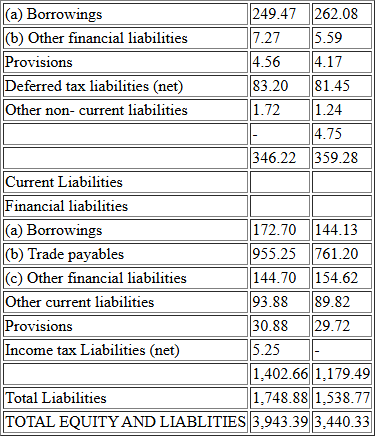 (a) Borrowings 249.47 262.08
(b) Other financial liabilities 7.27 5.59
Provisions 4.56 4.17
Deferred tax liabilities (net) 83.20 81.45
Other non- current liabilities 1.72 1.24
- 4.75
346.22 359.28
Current Liabilities
Financial liabilities
(a) Borrowings 172.70 144.13
(b) Trade payables 955.25 761.20
(c) Other financial liabilities 144.70 154.62
Other current liabilities 93.88 89.82
Provisions 30.88 29.72
Income tax Liabilities (net) 5.25 -
1,402.66 1,179.49
Total Liabilities 1,748.88 1,538.77
TOTAL EQUITY AND LIABLITIES 3,943.39 3,440.33